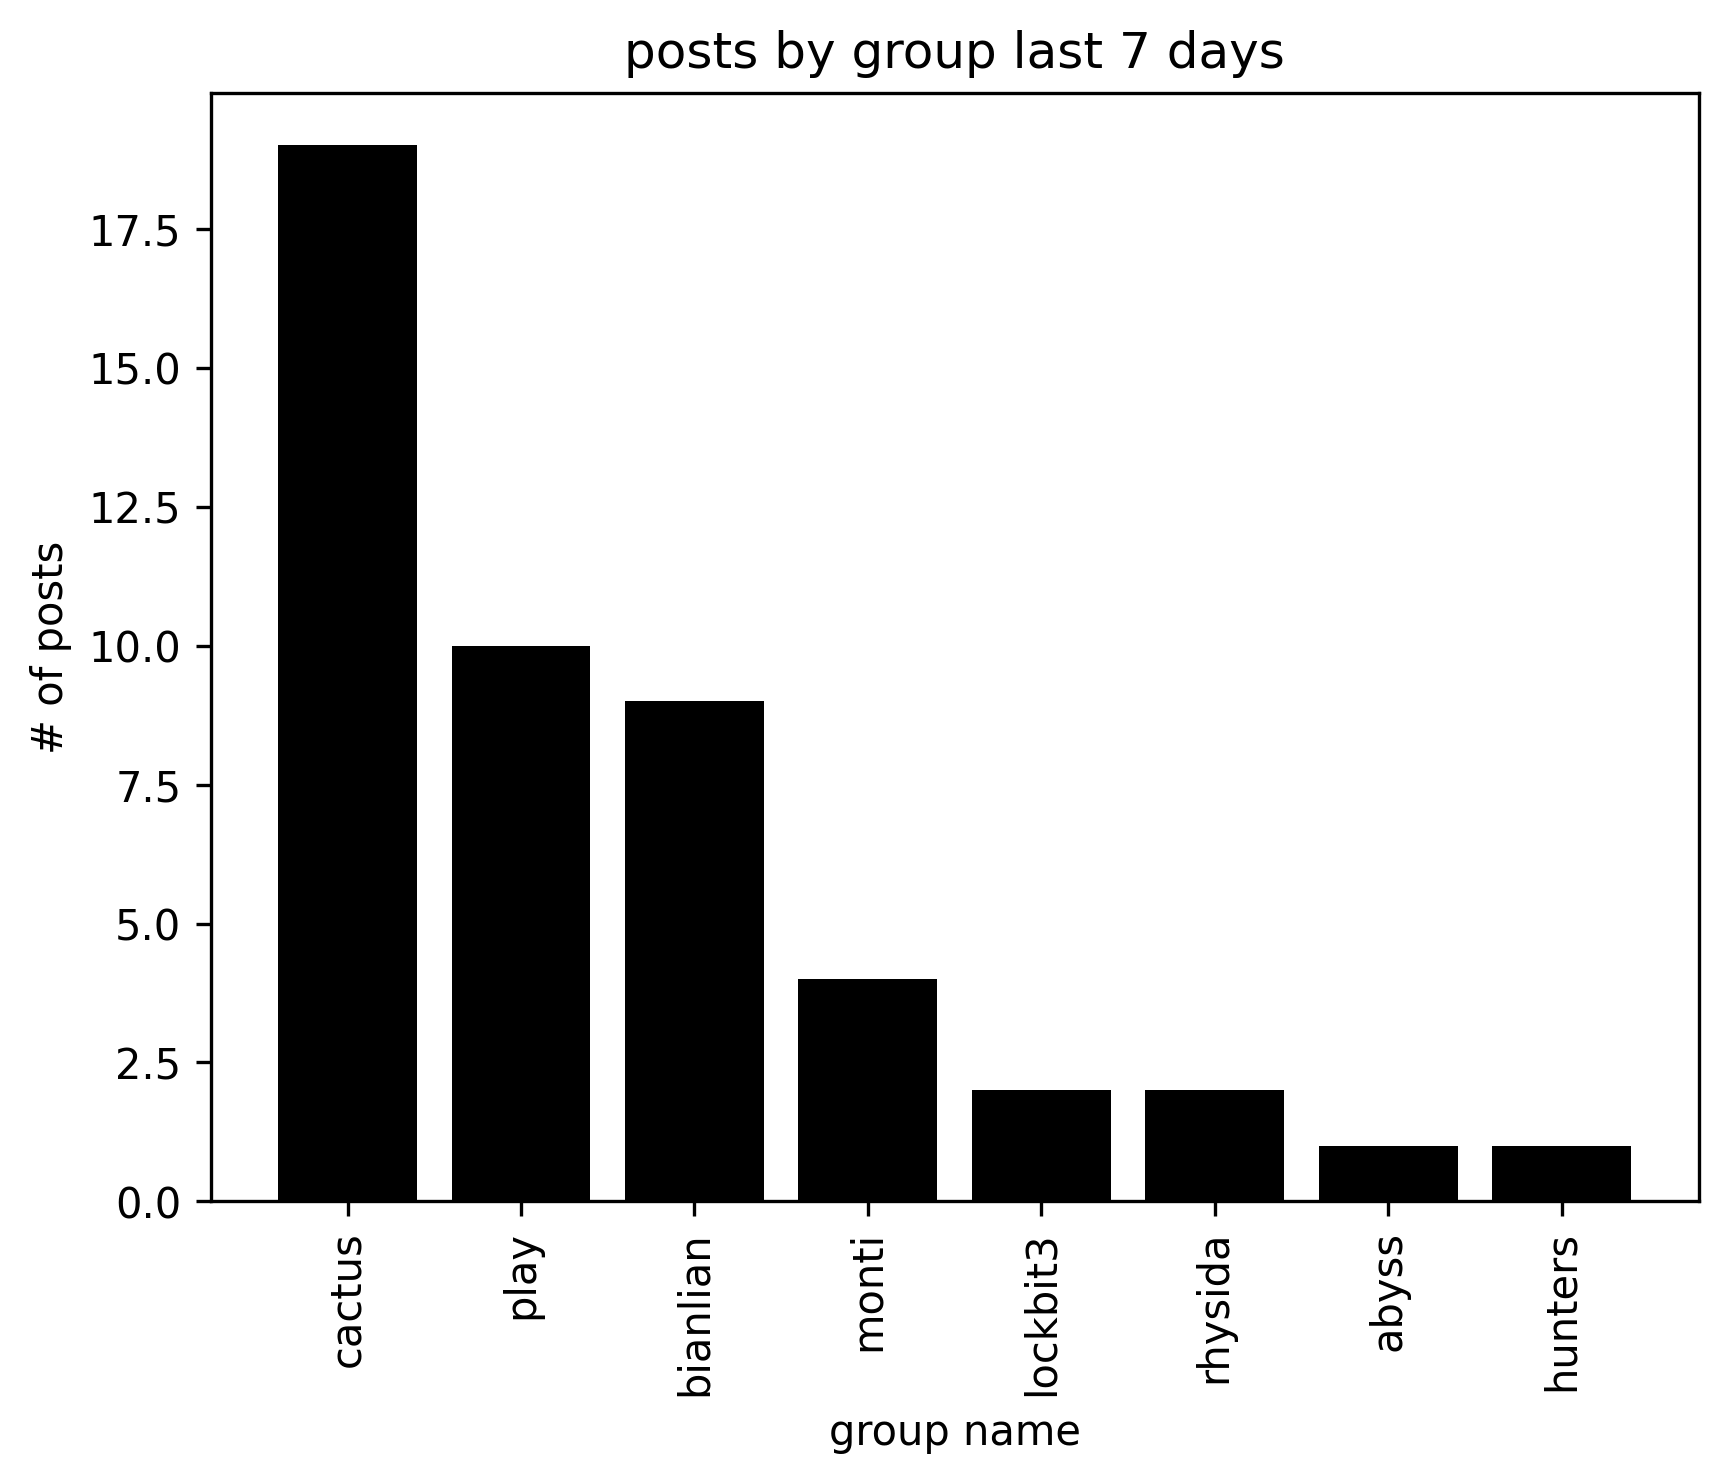 posts by group last 7 days
# of posts
17.5
15.0
12.5
10.0
7.5
5.0
2.5
0.0
cactus
play
bianlian
monti
lockbit3
rhysida
abyss
hunters
group name